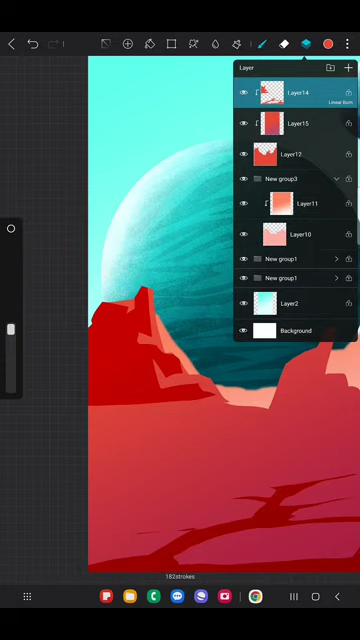 Layer
Layer14
Linear Burn
Layer15
Layer12
New group3
Layer11
Layer10
New group1
New group1
Layer2
Background
182strokes